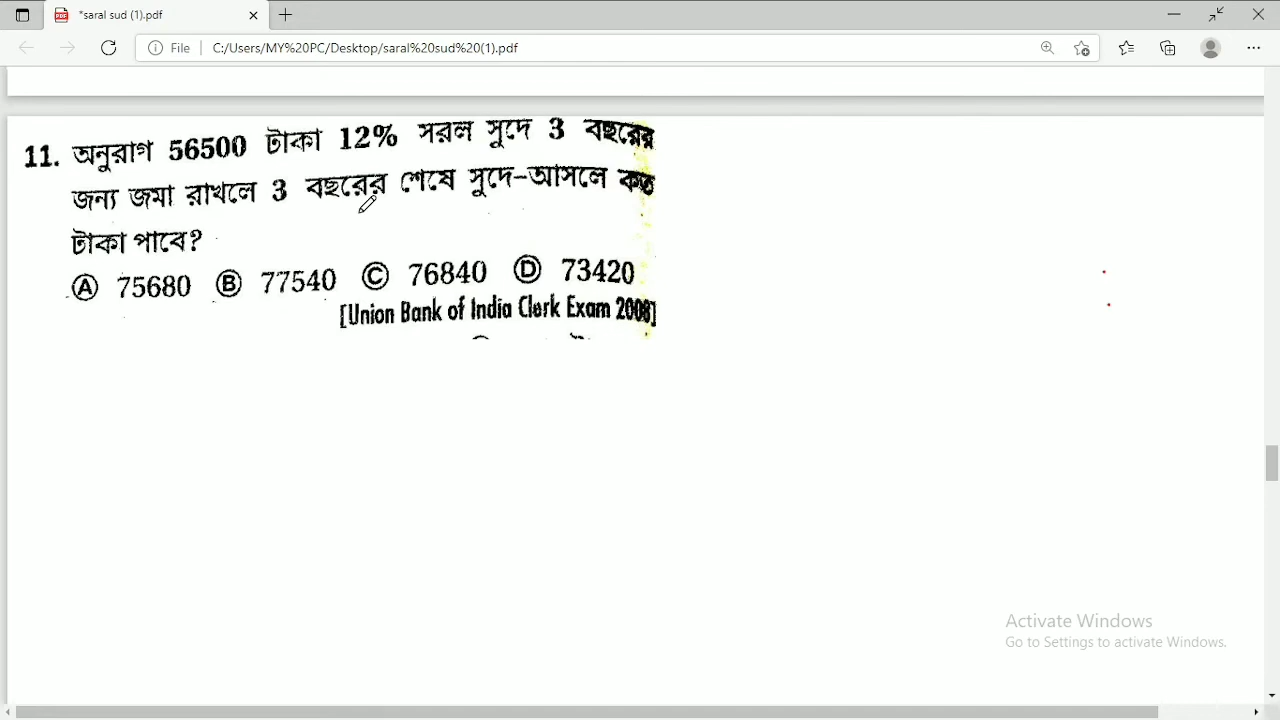 *saral sud (1).pdf
File
C:/Users/MY%20PC/Desktop/saral%20sud%20(1).pdf
11. অনুরাগ 56500 টাকা 12% সরল সুদে 3 বছরের
জন্য জমা রাখলে 3 বছরের শেষে সুদে-আসলে কত
টাকা পাবে?
Ⓐ 75680 Ⓑ 77540 Ⓒ 76840 Ⓓ 73420
[Union Bank of India Clerk Exam 2008]
Activate Windows
Go to Settings to activate Windows.